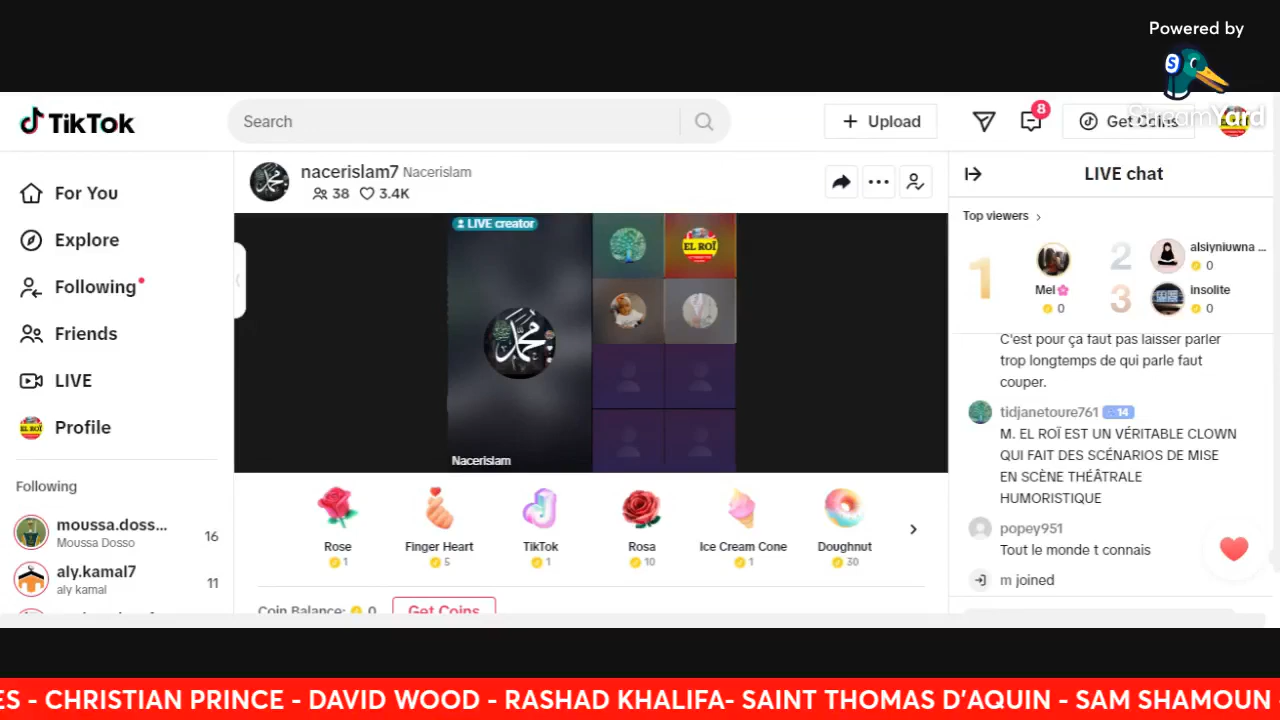 Powered by
StreamYard
TikTok
Search
Upload
8
Get Coins
For You
Explore
Following
Friends
LIVE
Profile
Following
moussa.doss...
Moussa Dosso
16
aly.kamal7
aly kamal
11
nacerislam7 Nacerislam
38 3.4K
LIVE creator
EL ROÏ
محمد
Nacerislam
Rose
1
Finger Heart
5
TikTok
1
Rosa
10
Ice Cream Cone
1
Doughnut
30
Coin Balance: 0
Get Coins
LIVE chat
Top viewers
1
Mel
0
2
alsiyniuwna ...
0
3
insolite
0
C'est pour ça faut pas laisser parler
trop longtemps de qui parle faut
couper.
tidjanetoure761 14
M. EL ROÏ EST UN VÉRITABLE CLOWN
QUI FAIT DES SCÉNARIOS DE MISE
EN SCÈNE THÉÂTRALE
HUMORISTIQUE
popey951
Tout le monde t connais
m joined
ES - CHRISTIAN PRINCE - DAVID WOOD - RASHAD KHALIFA- SAINT THOMAS D'AQUIN - SAM SHAMOUN